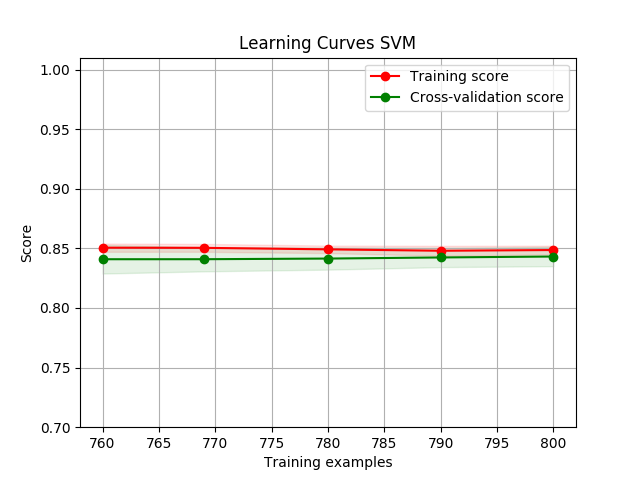 Learning Curves SVM
Training score
Cross-validation score
1.00
0.95
0.90
0.85
0.80
0.75
0.70
Score
760 765 770 775 780 785 790 795 800
Training examples